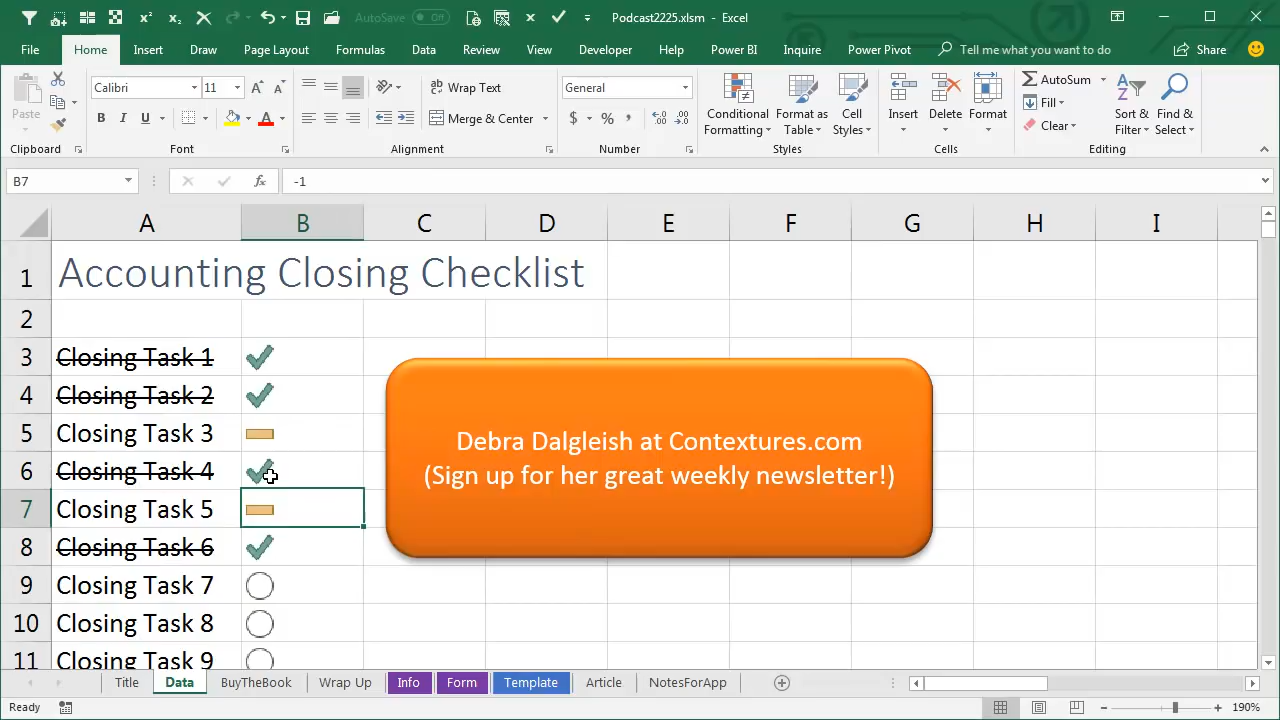 AutoSave Off
Podcast2225.xlsm - Excel
File Home Insert Draw Page Layout Formulas Data Review View Developer Help Power BI Inquire Power Pivot Tell me what you want to do Share
Paste
Calibri 11
B I U A
Wrap Text
Merge & Center
General
$ % ,
Conditional Formatting
Format as Table
Cell Styles
Insert Delete Format
AutoSum
Fill
Clear
Sort & Filter
Find & Select
Clipboard Font Alignment Number Styles Cells Editing
B7 fx -1
A B C D E F G H I
1 Accounting Closing Checklist
2
3 Closing Task 1
4 Closing Task 2
5 Closing Task 3
6 Closing Task 4
7 Closing Task 5
8 Closing Task 6
9 Closing Task 7
10 Closing Task 8
11 Closing Task 9
Debra Dalgleish at Contextures.com
(Sign up for her great weekly newsletter!)
Title Data BuyTheBook Wrap Up Info Form Template Article NotesForApp
Ready
190%